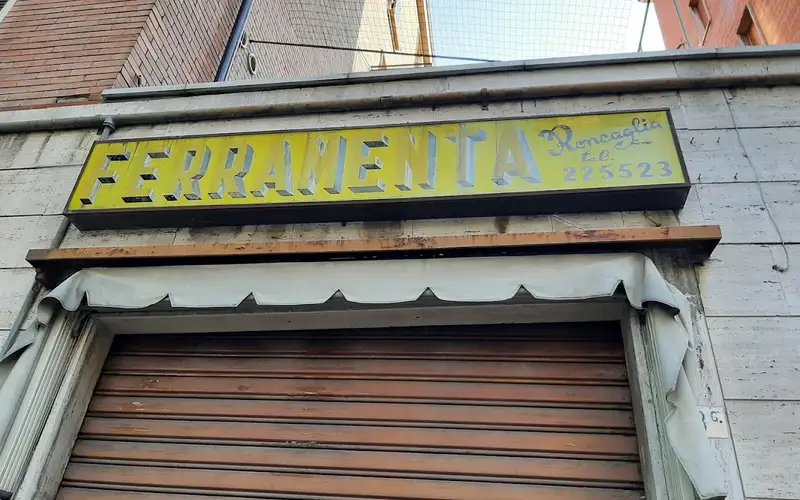 FERRAMENTA
Roncaglia
tel.
225523